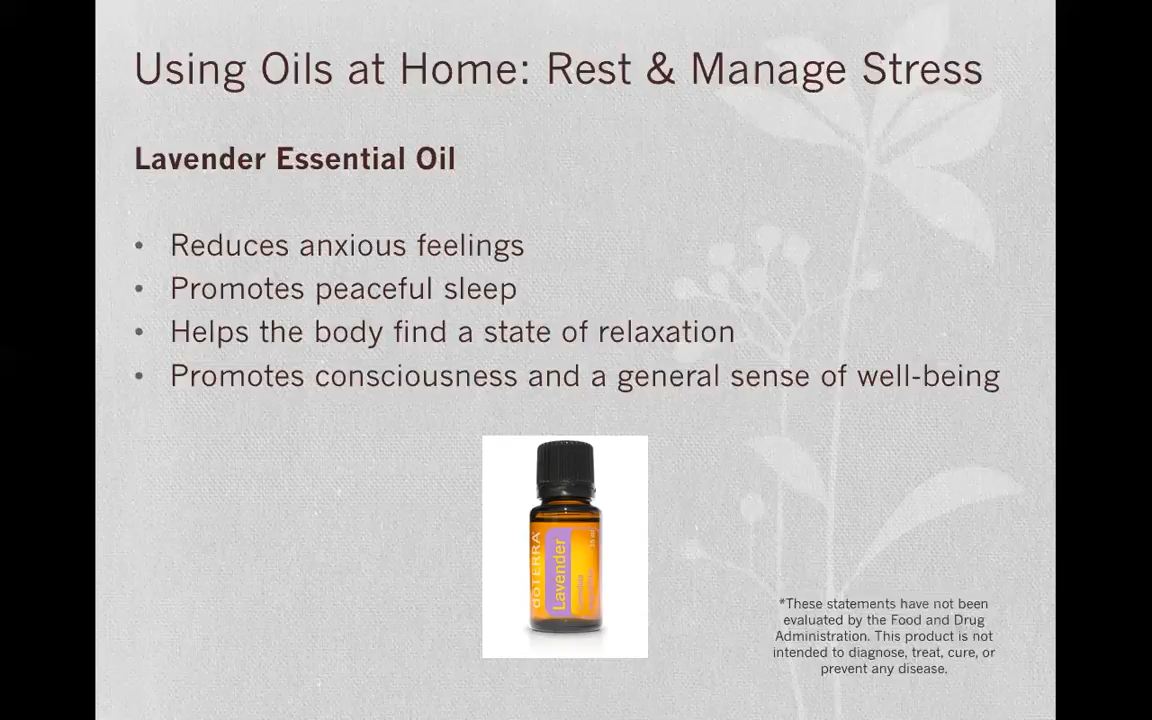 Using Oils at Home: Rest & Manage Stress
Lavender Essential Oil
• Reduces anxious feelings
• Promotes peaceful sleep
• Helps the body find a state of relaxation
• Promotes consciousness and a general sense of well-being
dōTERRA
Lavender
15 ml
*These statements have not been
evaluated by the Food and Drug
Administration. This product is not
intended to diagnose, treat, cure, or
prevent any disease.